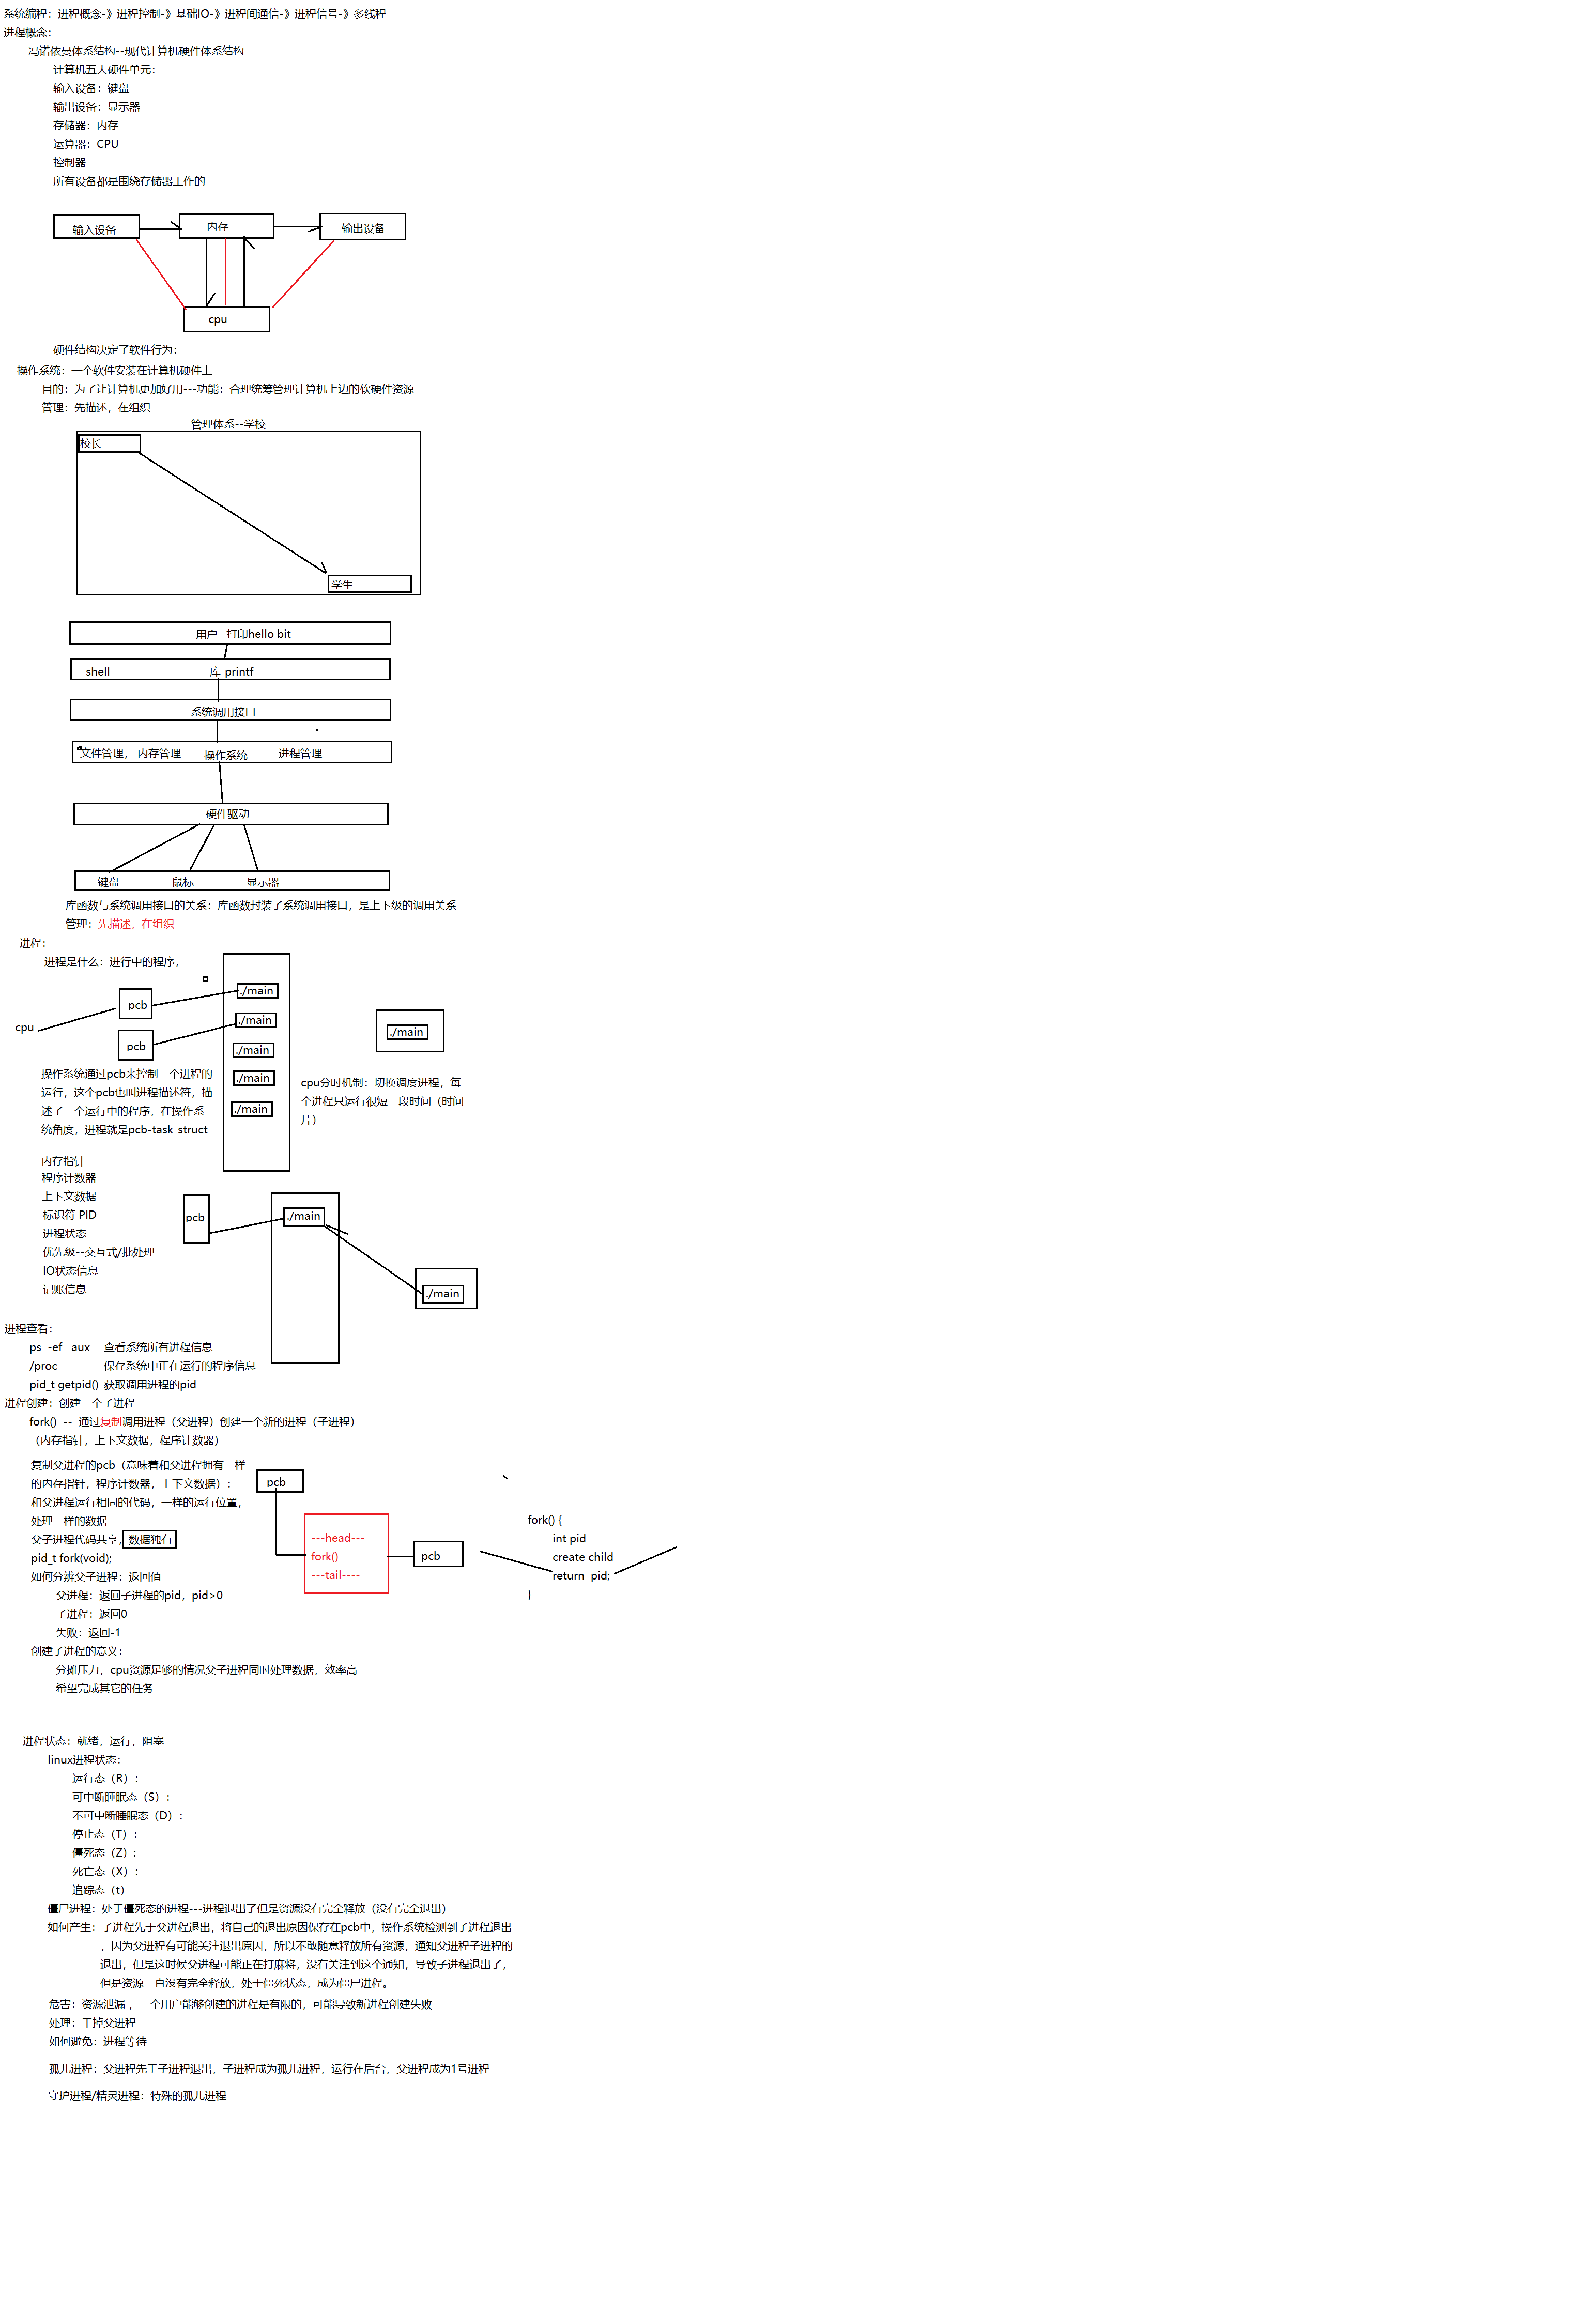 系统编程：进程概念-》进程控制-》基础IO-》进程间通信-》进程信号-》多线程
进程概念：
冯诺依曼体系结构--现代计算机硬件体系结构
计算机五大硬件单元：
输入设备：键盘
输出设备：显示器
存储器：内存
运算器：CPU
控制器
所有设备都是围绕存储器工作的
输入设备
内存
输出设备
cpu
硬件结构决定了软件行为：
操作系统：一个软件安装在计算机硬件上
目的：为了让计算机更加好用---功能：合理统筹管理计算机上边的软硬件资源
管理：先描述，在组织
管理体系--学校
校长
学生
用户 打印hello bit
shell 库 printf
系统调用接口
文件管理， 内存管理 操作系统 进程管理
硬件驱动
键盘 鼠标 显示器
库函数与系统调用接口的关系：库函数封装了系统调用接口，是上下级的调用关系
管理：先描述，在组织
进程：
进程是什么：进行中的程序，
pcb
./main
cpu
pcb
./main
./main
./main
./main
./main
操作系统通过pcb来控制一个进程的
运行，这个pcb也叫进程描述符，描
述了一个运行中的程序，在操作系
统角度，进程就是pcb-task_struct
cpu分时机制：切换调度进程，每
个进程只运行很短一段时间（时间
片）
内存指针
程序计数器
上下文数据
标识符 PID
进程状态
优先级--交互式/批处理
IO状态信息
记账信息
pcb
./main
./main
进程查看：
ps -ef aux 查看系统所有进程信息
/proc 保存系统中正在运行的程序信息
pid_t getpid() 获取调用进程的pid
进程创建：创建一个子进程
fork() -- 通过复制调用进程（父进程）创建一个新的进程（子进程）
（内存指针，上下文数据，程序计数器）
复制父进程的pcb（意味着和父进程拥有一样
的内存指针，程序计数器，上下文数据）：
和父进程运行相同的代码，一样的运行位置，
处理一样的数据
父子进程代码共享，数据独有
pid_t fork(void);
如何分辨父子进程：返回值
父进程：返回子进程的pid，pid>0
子进程：返回0
失败：返回-1
创建子进程的意义：
分摊压力，cpu资源足够的情况父子进程同时处理数据，效率高
希望完成其它的任务
pcb
---head---
fork()
---tail----
pcb
fork() {
int pid
create child
return pid;
}
进程状态：就绪，运行，阻塞
linux进程状态：
运行态（R）：
可中断睡眠态（S）：
不可中断睡眠态（D）：
停止态（T）：
僵死态（Z）：
死亡态（X）：
追踪态（t）
僵尸进程：处于僵死态的进程---进程退出了但是资源没有完全释放（没有完全退出）
如何产生：子进程先于父进程退出，将自己的退出原因保存在pcb中，操作系统检测到子进程退出
，因为父进程有可能关注退出原因，所以不敢随意释放所有资源，通知父进程子进程的
退出，但是这时候父进程可能正在打麻将，没有关注到这个通知，导致子进程退出了，
但是资源一直没有完全释放，处于僵死状态，成为僵尸进程。
危害：资源泄漏 ，一个用户能够创建的进程是有限的，可能导致新进程创建失败
处理：干掉父进程
如何避免：进程等待
孤儿进程：父进程先于子进程退出，子进程成为孤儿进程，运行在后台，父进程成为1号进程
守护进程/精灵进程：特殊的孤儿进程